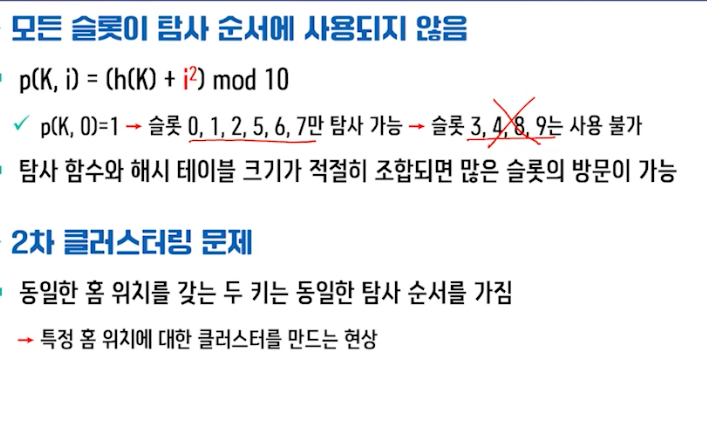 모든 슬롯이 탐사 순서에 사용되지 않음
p(K, i) = (h(K) + i²) mod 10
✓ p(K, 0)=1 → 슬롯 0, 1, 2, 5, 6, 7만 탐사 가능 → 슬롯 3, 4, 8, 9는 사용 불가
탐사 함수와 해시 테이블 크기가 적절히 조합되면 많은 슬롯의 방문이 가능
2차 클러스터링 문제
동일한 홈 위치를 갖는 두 키는 동일한 탐사 순서를 가짐
→ 특정 홈 위치에 대한 클러스터를 만드는 현상